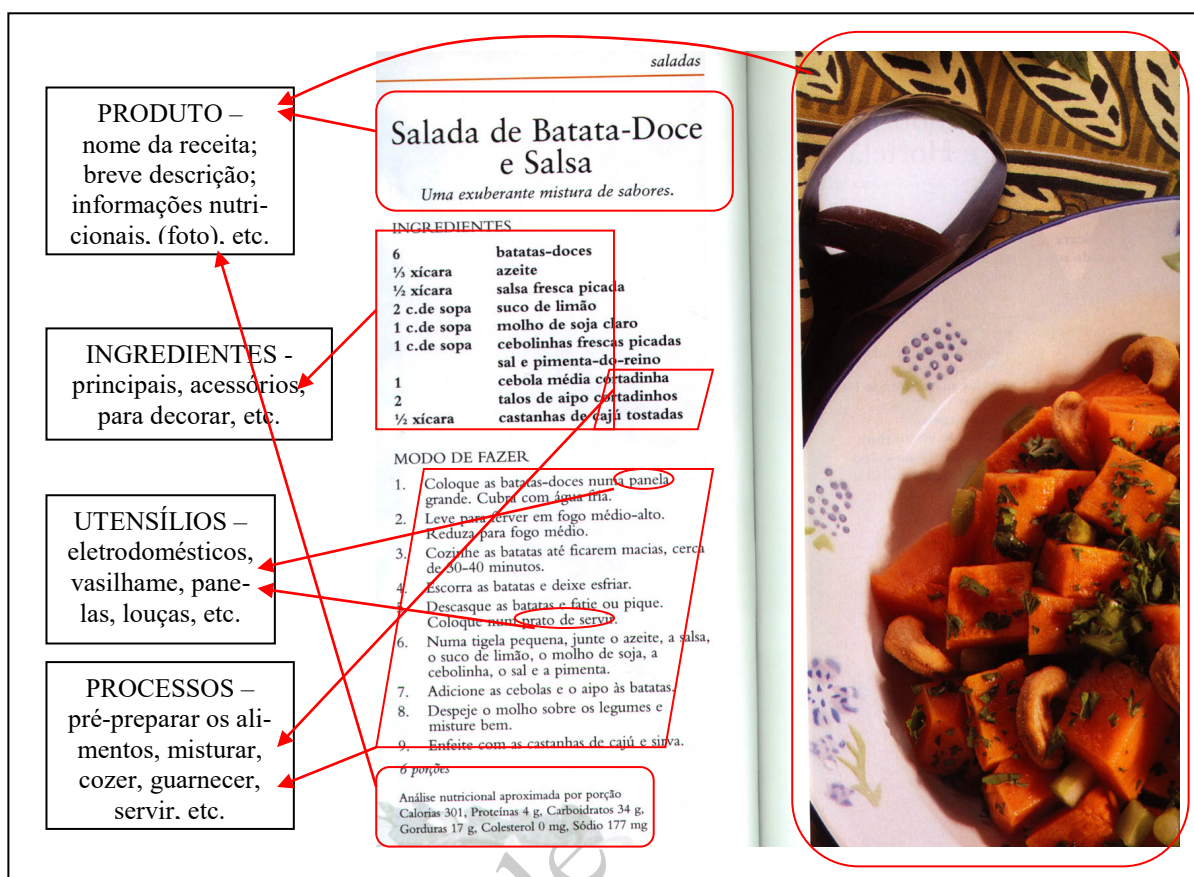 PRODUTO –
nome da receita;
breve descrição;
informações nutri-
cionais, (foto), etc.
INGREDIENTES -
principais, acessórios,
para decorar, etc.
UTENSÍLIOS –
eletrodomésticos,
vasilhame, pane-
las, louças, etc.
PROCESSOS –
pré-preparar os ali-
mentos, misturar,
cozer, guarnecer,
servir, etc.
saladas
Salada de Batata-Doce
e Salsa
Uma exuberante mistura de sabores.
INGREDIENTES
6 batatas-doces
⅓ xícara azeite
½ xícara salsa fresca picada
2 c.de sopa suco de limão
1 c.de sopa molho de soja claro
1 c.de sopa cebolinhas frescas picadas
sal e pimenta-do-reino
1 cebola média cortadinha
2 talos de aipo cortadinhos
½ xícara castanhas de cajú tostadas
MODO DE FAZER
1. Coloque as batatas-doces numa panela
grande. Cubra com água fria.
2. Leve para ferver em fogo médio-alto.
Reduza para fogo médio.
3. Cozinhe as batatas até ficarem macias, cerca
de 30-40 minutos.
4. Escorra as batatas e deixe esfriar.
5. Descasque as batatas e fatie ou pique.
Coloque num prato de servir.
6. Numa tigela pequena, junte o azeite, a salsa,
o suco de limão, o molho de soja, a
cebolinha, o sal e a pimenta.
7. Adicione as cebolas e o aipo às batatas.
8. Despeje o molho sobre os legumes e
misture bem.
9. Enfeite com as castanhas de cajú e sirva.
6 porções
Análise nutricional aproximada por porção
Calorias 301, Proteínas 4 g, Carboidratos 34 g,
Gorduras 17 g, Colesterol 0 mg, Sódio 177 mg